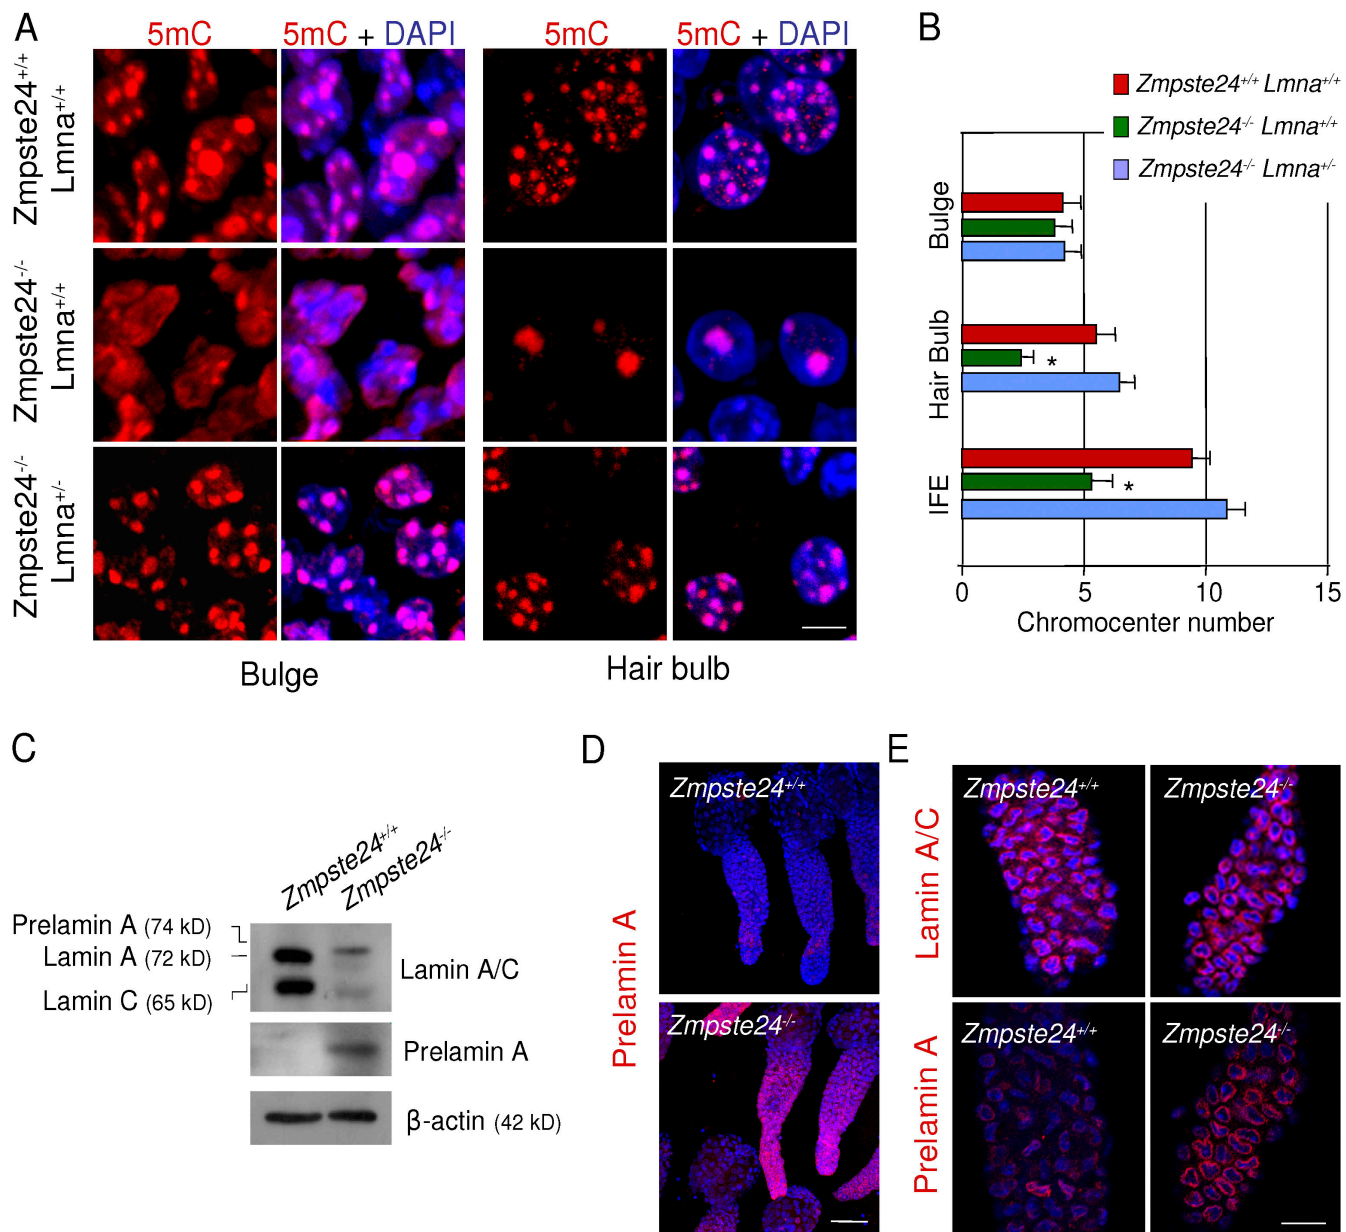 A
5mC
5mC + DAPI
5mC
5mC + DAPI
Zmpste24+/+
Lmna+/+
Zmpste24-/-
Lmna+/+
Zmpste24-/-
Lmna+/-
Bulge
Hair bulb
B
Zmpste24+/+ Lmna+/+
Zmpste24-/- Lmna+/+
Zmpste24-/- Lmna+/-
Bulge
Hair Bulb
*
IFE
*
0 5 10 15
Chromocenter number
C
Zmpste24+/+
Zmpste24-/-
Prelamin A (74 kD)
Lamin A (72 kD)
Lamin C (65 kD)
Lamin A/C
Prelamin A
β-actin (42 kD)
D
Prelamin A
Zmpste24+/+
Zmpste24-/-
E
Lamin A/C
Zmpste24+/+
Zmpste24-/-
Prelamin A
Zmpste24+/+
Zmpste24-/-